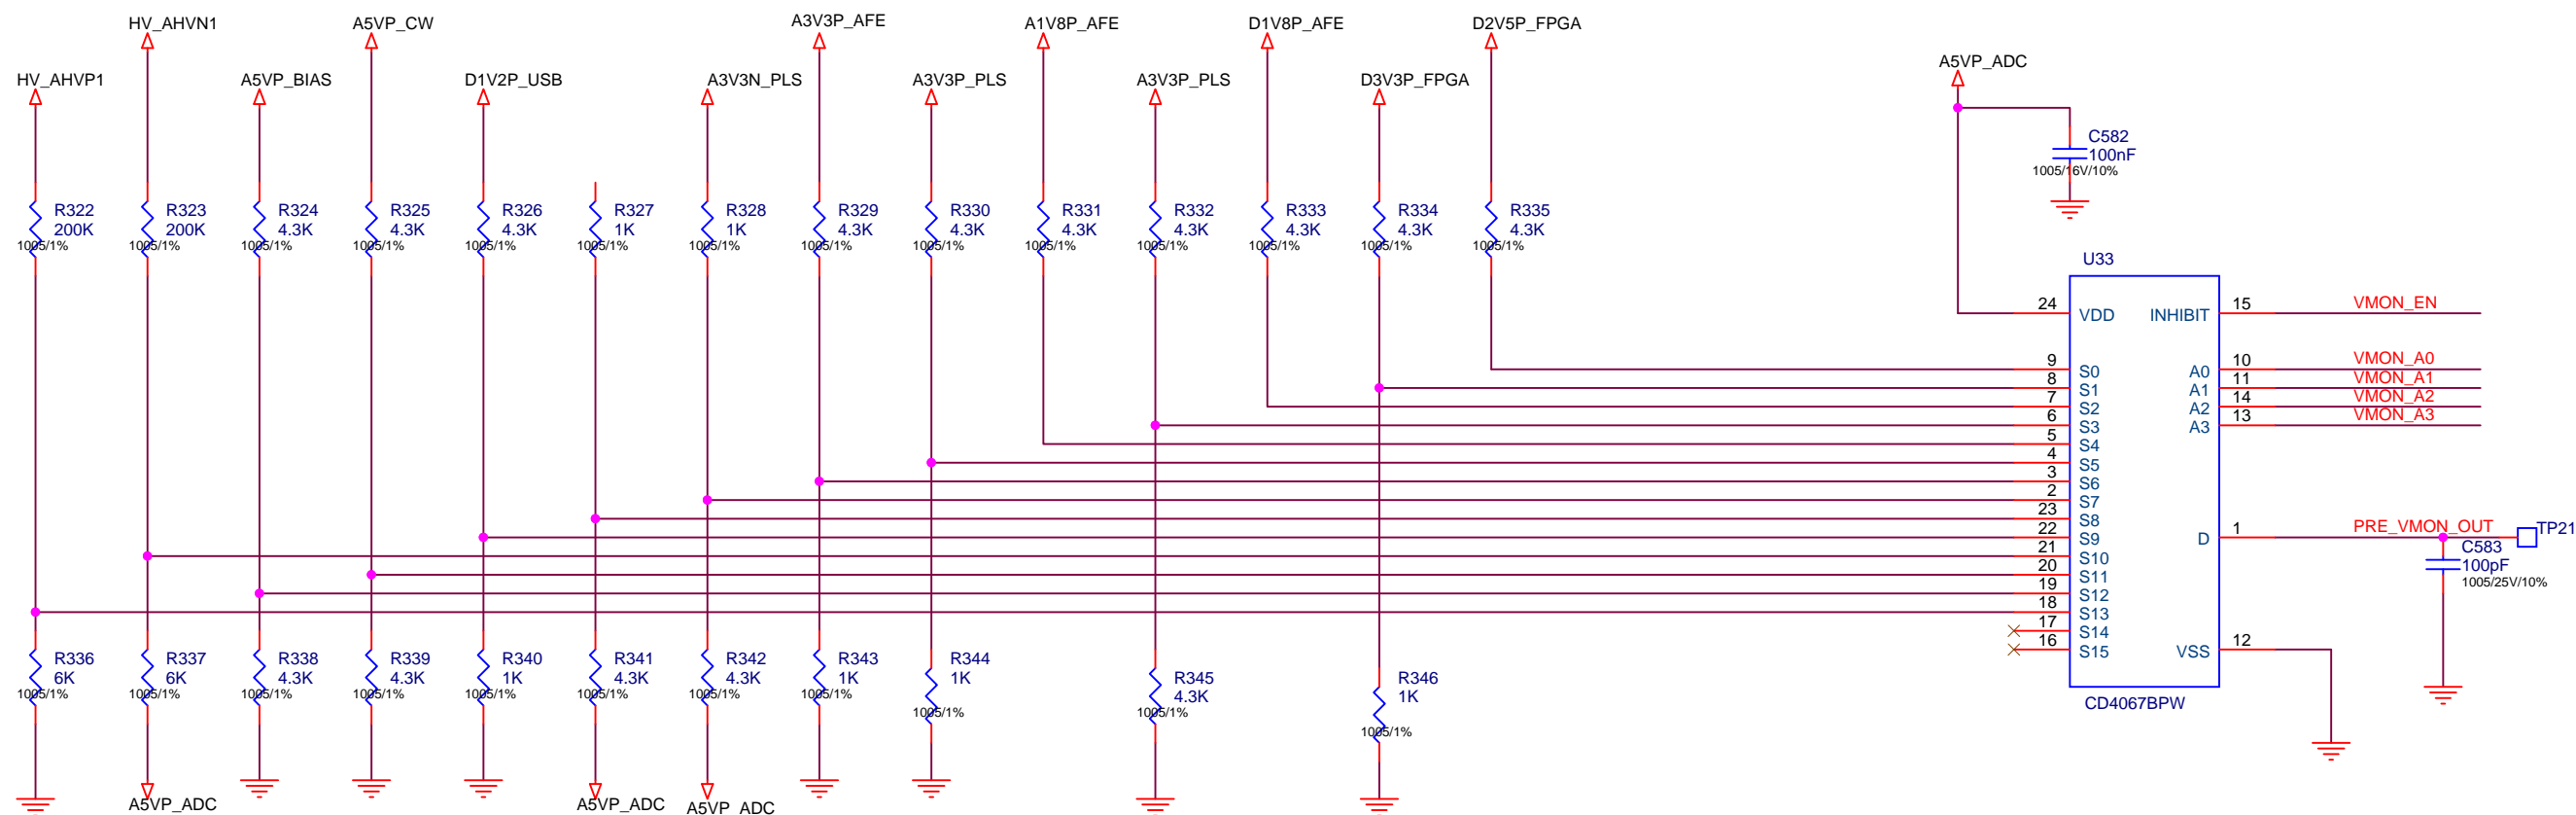 HV_AHVN1
A5VP_CW
A3V3P_AFE
A1V8P_AFE
D1V8P_AFE
D2V5P_FPGA
HV_AHVP1
A5VP_BIAS
D1V2P_USB
A3V3N_PLS
A3V3P_PLS
A3V3P_PLS
D3V3P_FPGA
A5VP_ADC
C582
100nF
1005/16V/10%
R322
200K
1005/1%
R323
200K
1005/1%
R324
4.3K
1005/1%
R325
4.3K
1005/1%
R326
4.3K
1005/1%
R327
1K
1005/1%
R328
1K
1005/1%
R329
4.3K
1005/1%
R330
4.3K
1005/1%
R331
4.3K
1005/1%
R332
4.3K
1005/1%
R333
4.3K
1005/1%
R334
4.3K
1005/1%
R335
4.3K
1005/1%
U33
24 VDD INHIBIT 15 VMON_EN
9 S0 A0 10 VMON_A0
8 S1 A1 11 VMON_A1
7 S2 A2 14 VMON_A2
6 S3 A3 13 VMON_A3
5 S4
4 S5
3 S6
2 S7
23 S8
22 S9 D 1 PRE_VMON_OUT TP21
21 S10
20 S11
19 S12
18 S13
17 S14
16 S15 VSS 12
CD4067BPW
C583
100pF
1005/25V/10%
R336
6K
1005/1%
R337
6K
1005/1%
R338
4.3K
1005/1%
R339
4.3K
1005/1%
R340
1K
1005/1%
R341
4.3K
1005/1%
R342
4.3K
1005/1%
R343
1K
1005/1%
R344
1K
1005/1%
R345
4.3K
1005/1%
R346
1K
1005/1%
A5VP_ADC
A5VP_ADC
A5VP_ADC